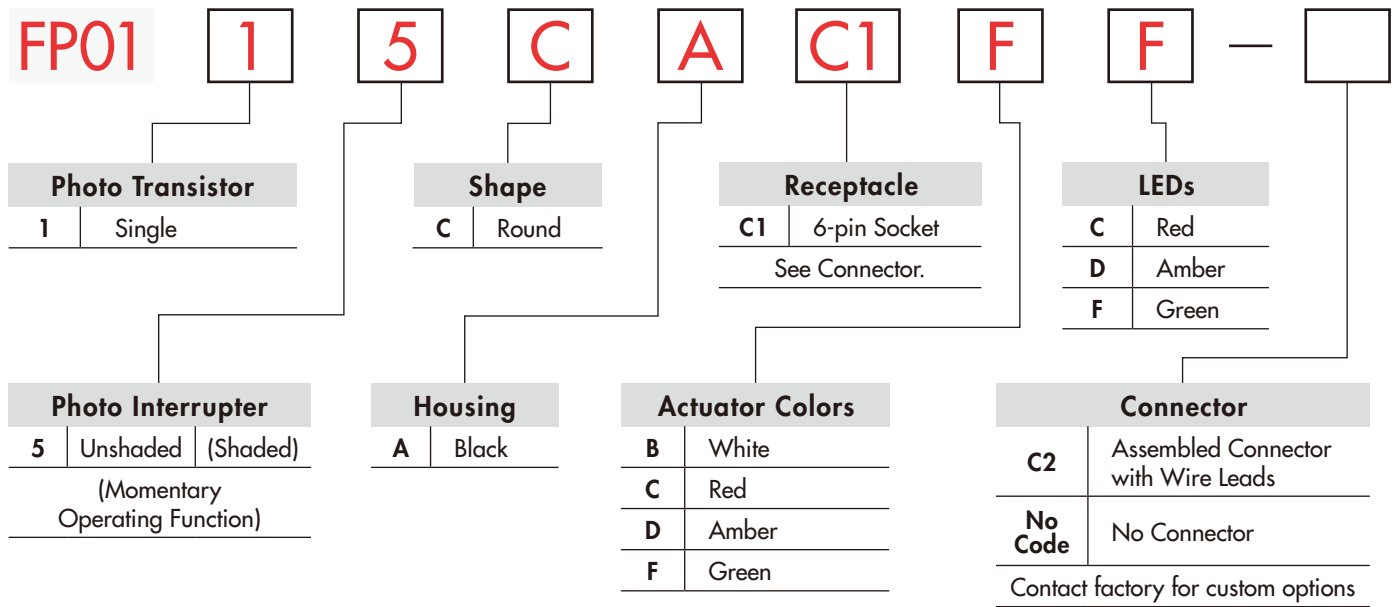 FP01 1 5 C A C1 F F —
Photo Transistor
1 Single
Shape
C Round
Receptacle
C1 6-pin Socket
See Connector.
LEDs
C Red
D Amber
F Green
Photo Interrupter
5 Unshaded (Shaded)
(Momentary
Operating Function)
Housing
A Black
Actuator Colors
B White
C Red
D Amber
F Green
Connector
C2 Assembled Connector
with Wire Leads
No
Code No Connector
Contact factory for custom options